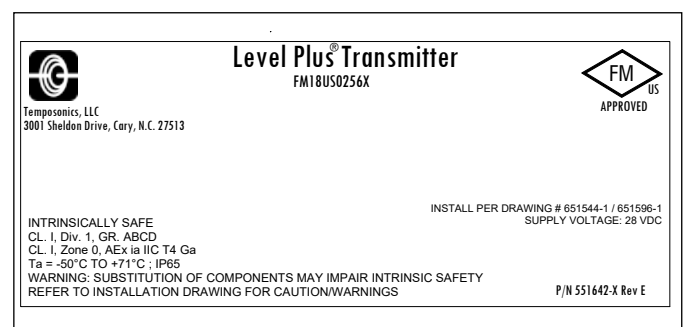 Level Plus® Transmitter
FM18US0256X
FM
US
APPROVED
Temposonics, LLC
3001 Sheldon Drive, Cary, N.C. 27513
INSTALL PER DRAWING # 651544-1 / 651596-1
SUPPLY VOLTAGE: 28 VDC
INTRINSICALLY SAFE
CL. I, Div. 1, GR. ABCD
CL. I, Zone 0, AEx ia IIC T4 Ga
Ta = -50°C TO +71°C ; IP65
WARNING: SUBSTITUTION OF COMPONENTS MAY IMPAIR INTRINSIC SAFETY
REFER TO INSTALLATION DRAWING FOR CAUTION/WARNINGS
P/N 551642-X Rev E